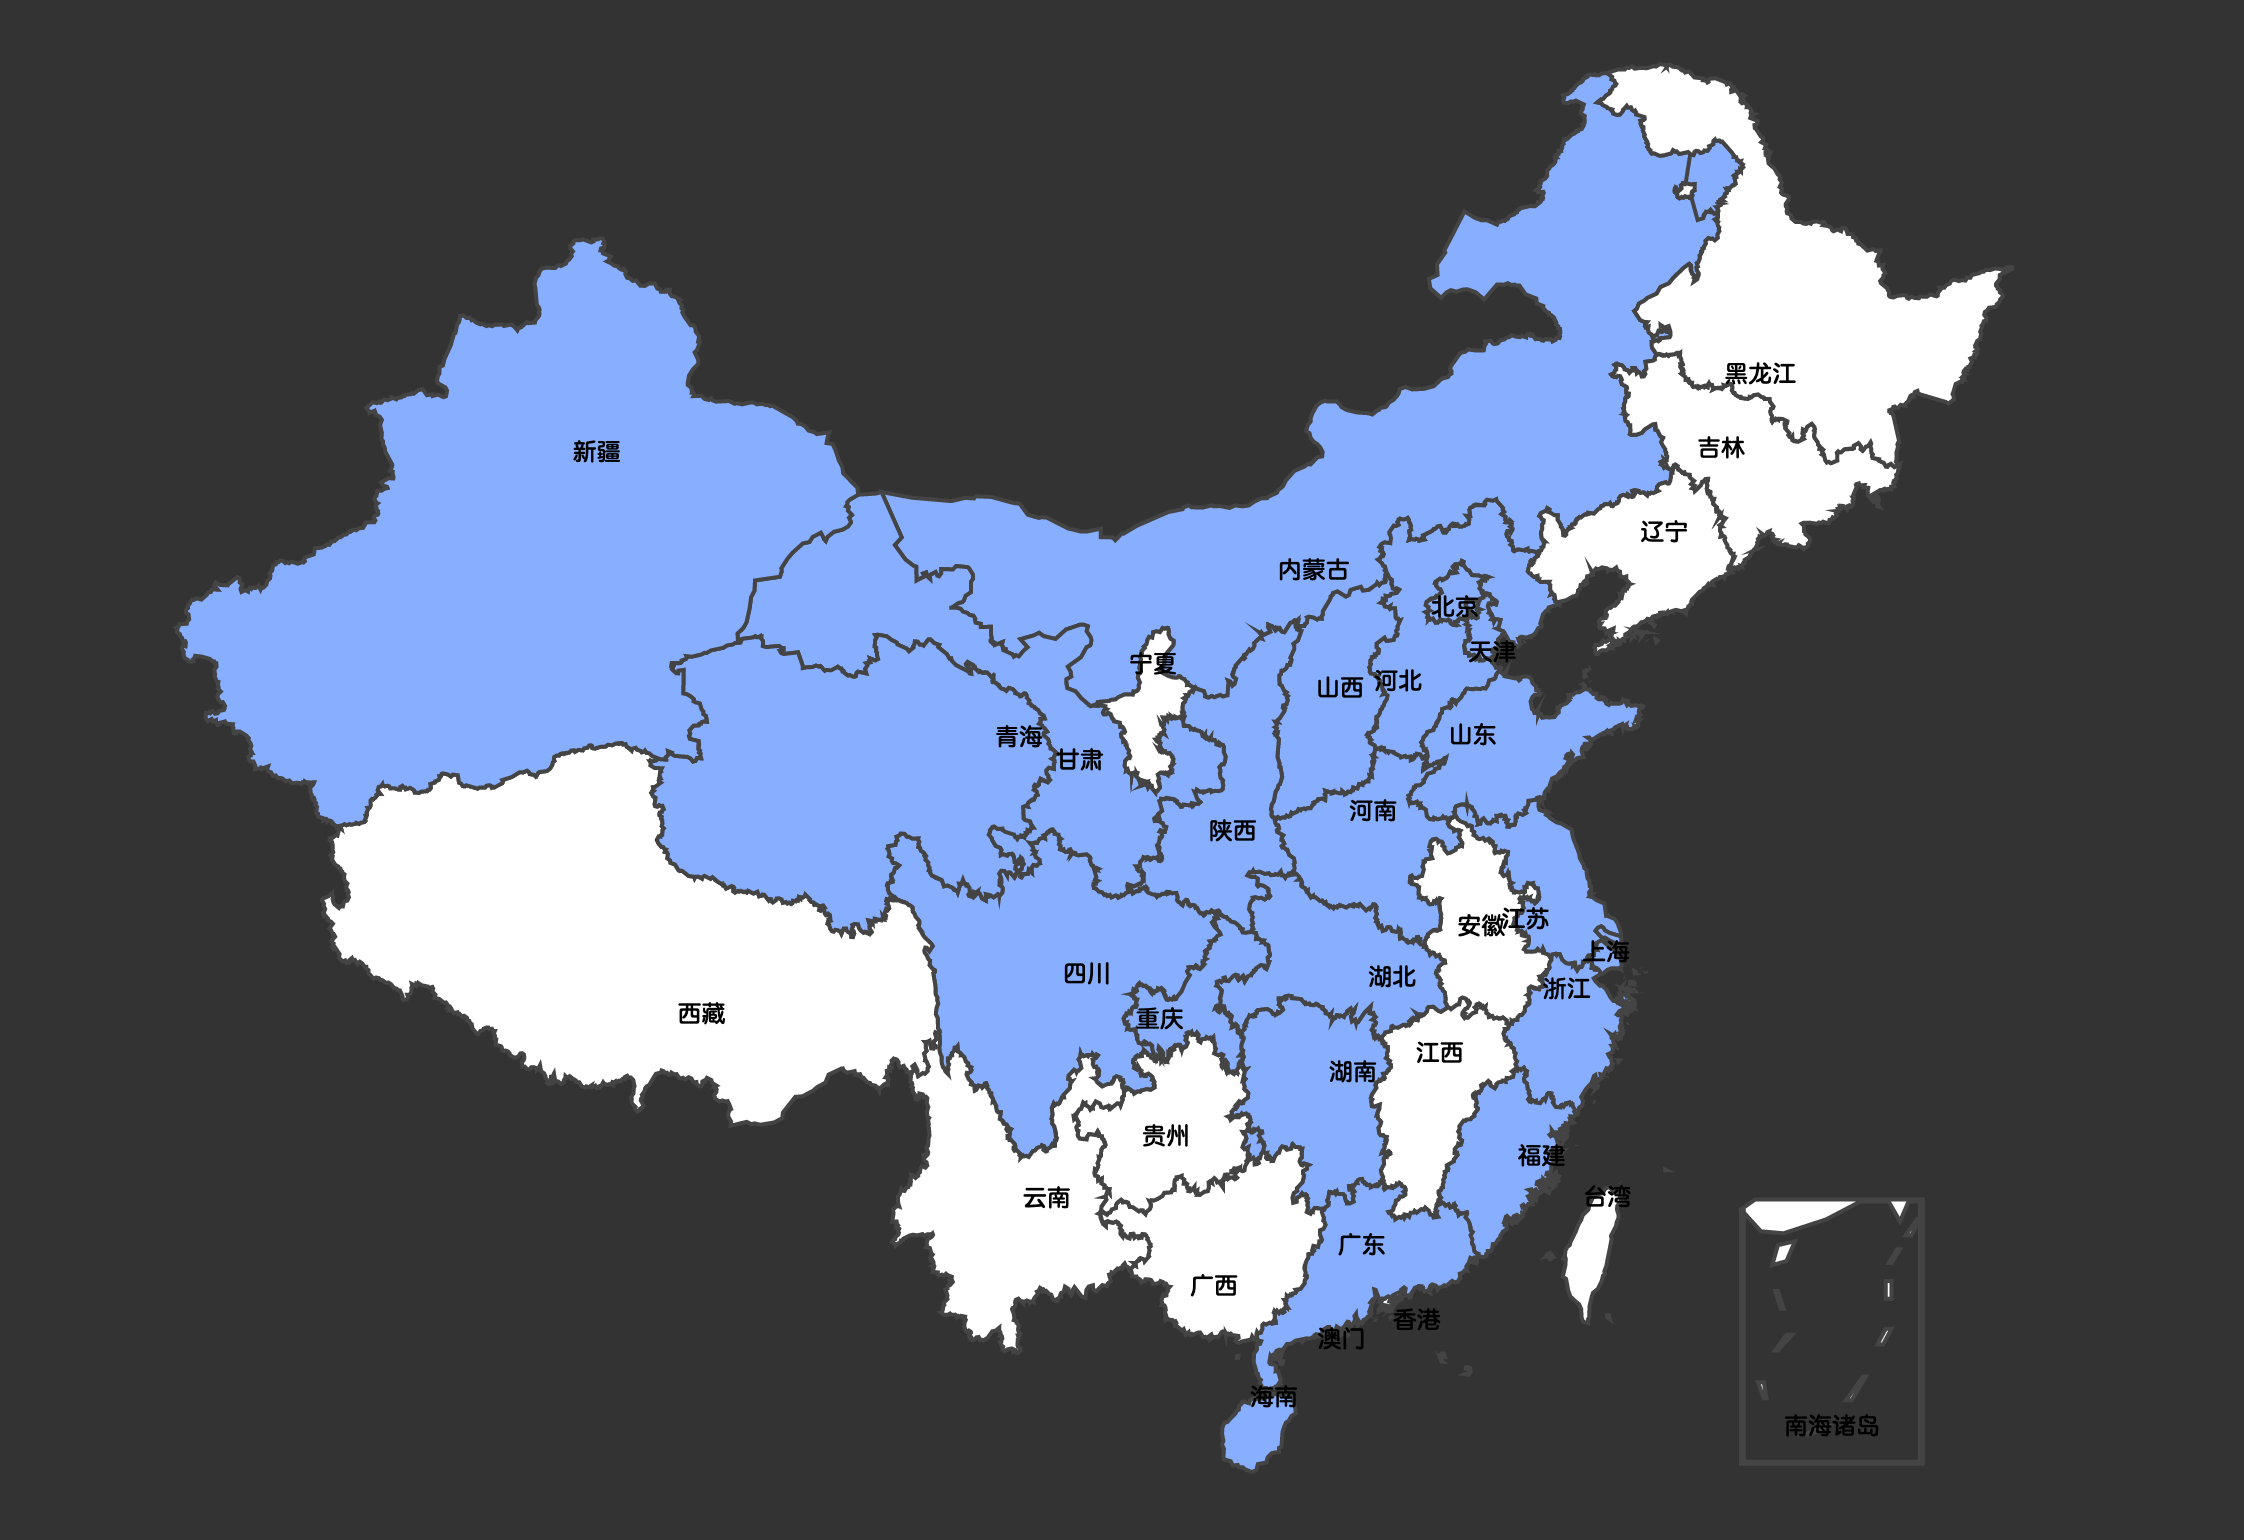 黑龙江
吉林
新疆
辽宁
内蒙古
北京
天津
宁夏
河北
山西
山东
青海
甘肃
河南
陕西
江苏
安徽
上海
四川
湖北
浙江
西藏
重庆
江西
湖南
贵州
福建
云南
台湾
广东
广西
香港
澳门
海南
南海诸岛